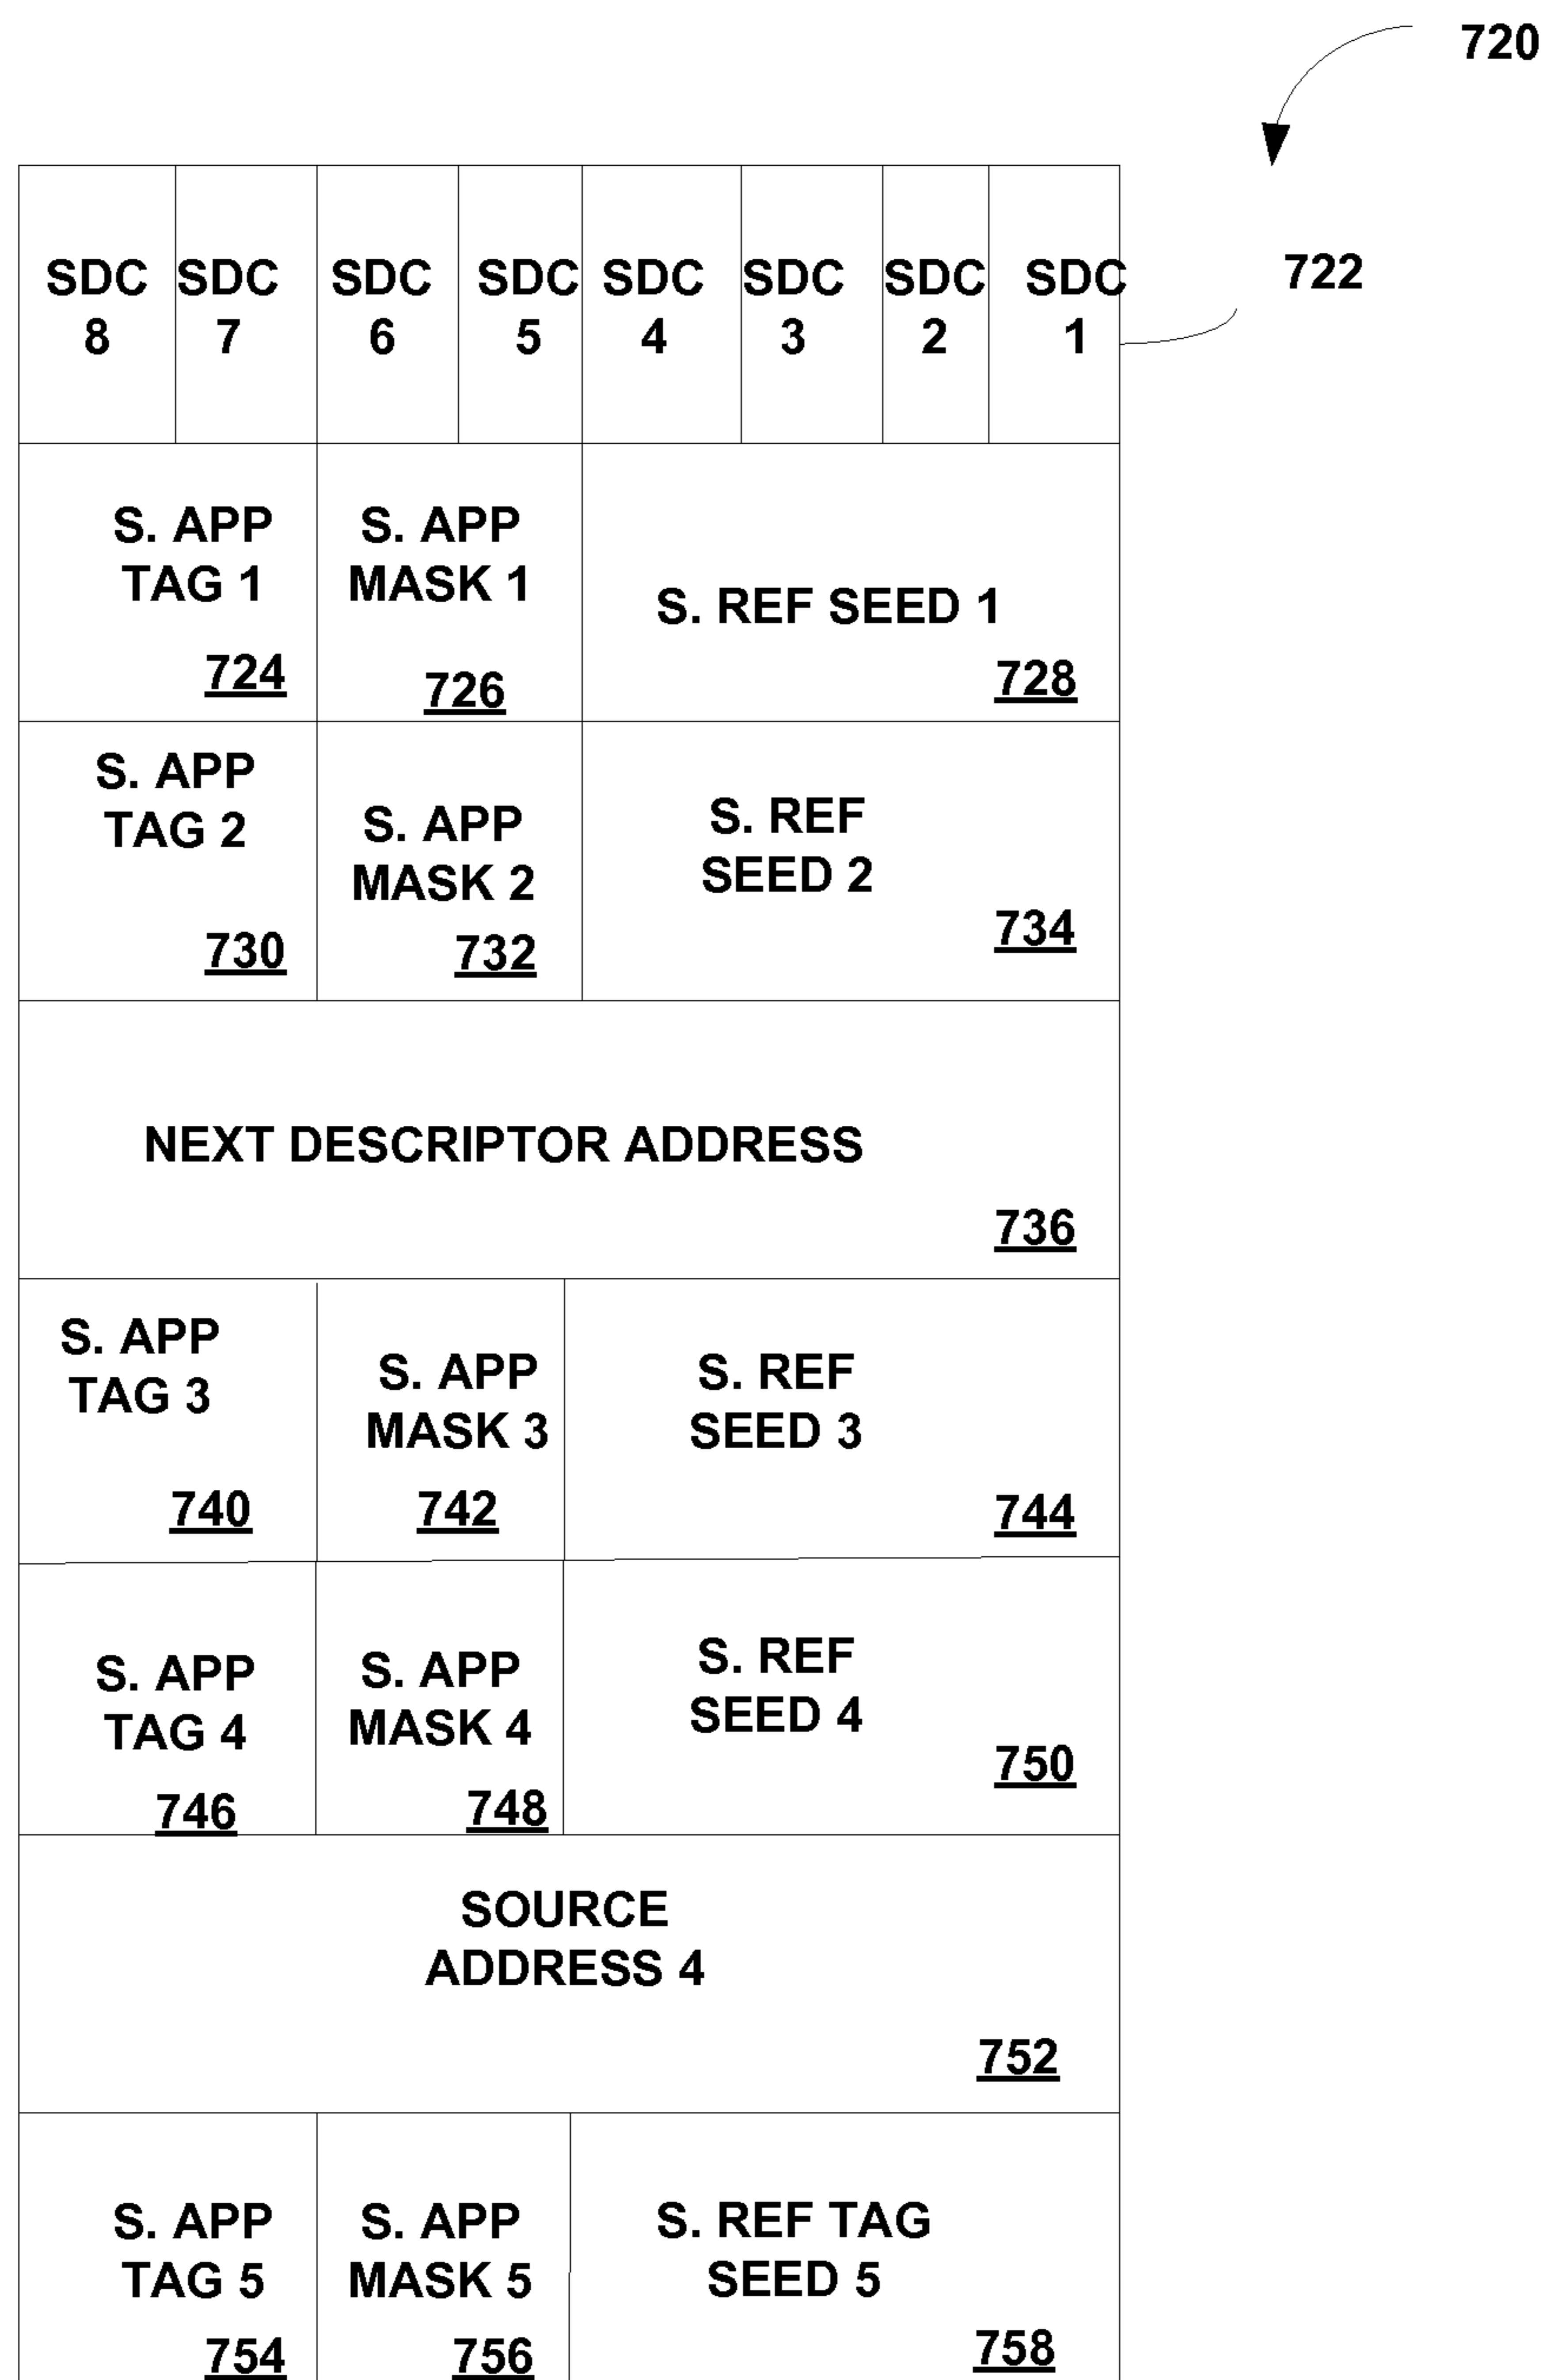 720
722
SDC 8
SDC 7
SDC 6
SDC 5
SDC 4
SDC 3
SDC 2
SDC 1
S. APP
TAG 1
724
S. APP
MASK 1
726
S. REF SEED 1
728
S. APP
TAG 2
730
S. APP
MASK 2
732
S. REF
SEED 2
734
NEXT DESCRIPTOR ADDRESS
736
S. APP
TAG 3
740
S. APP
MASK 3
742
S. REF
SEED 3
744
S. APP
TAG 4
746
S. APP
MASK 4
748
S. REF
SEED 4
750
SOURCE
ADDRESS 4
752
S. APP
TAG 5
754
S. APP
MASK 5
756
S. REF TAG
SEED 5
758